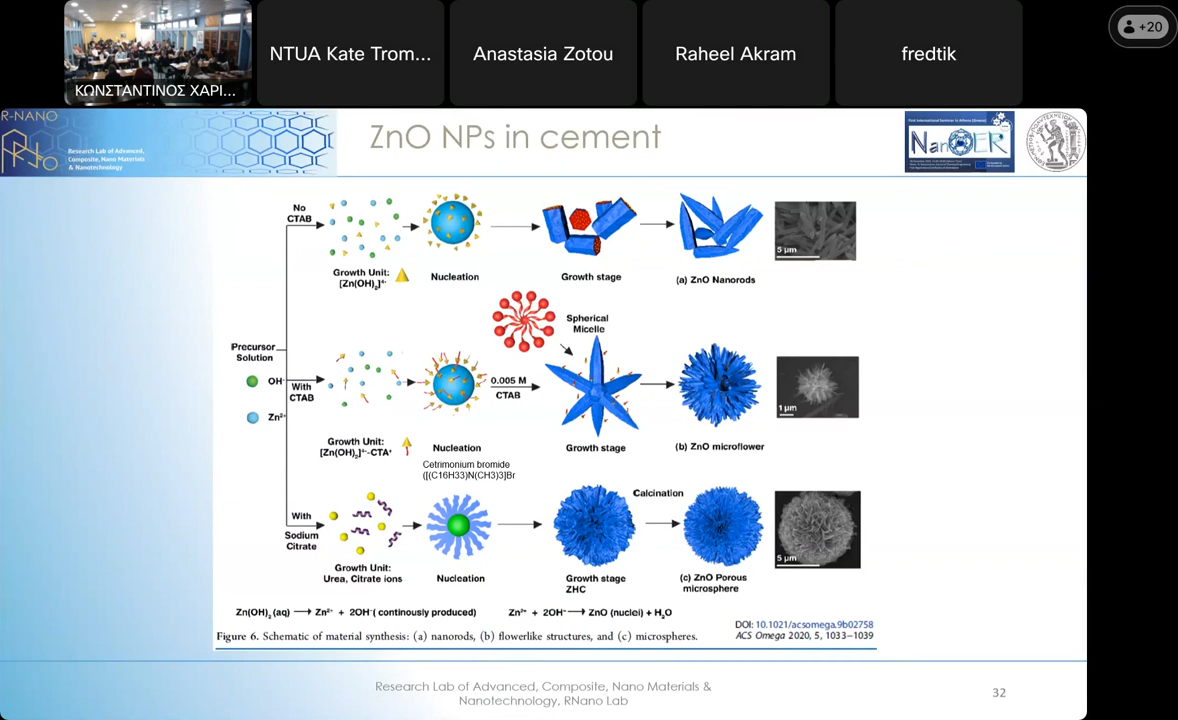 ΚΩΝΣΤΑΝΤΙΝΟΣ ΧΑΡΙ...
NTUA Kate Trom...
Anastasia Zotou
Raheel Akram
fredtik
+20
R-NANO
Research Lab of Advanced,
Composite, Nano Materials
& Nanotechnology
ZnO NPs in cement
No
CTAB
Growth Unit:
[Zn(OH)₄]²⁻
Nucleation
Growth stage
(a) ZnO Nanorods
5 µm
Spherical
Micelle
Precursor
Solution
OH⁻
Zn²⁺
With
CTAB
0.005 M
CTAB
1 µm
Growth Unit:
Nucleation
Growth stage
(b) ZnO microflower
Cetrimonium bromide
([(C16H33)N(CH3)3]Br
With
Sodium
Citrate
Calcination
5 µm
Growth Unit:
Urea, Citrate ions
Nucleation
Growth stage
ZHC
(c) ZnO Porous
microsphere
Zn(OH)₂ (aq) → Zn²⁺ + 2OH⁻( continously produced)
Zn²⁺ + 2OH⁻ → ZnO (nuclei) + H₂O
DOI: 10.1021/acsomega.9b02758
ACS Omega 2020, 5, 1033−1039
Figure 6. Schematic of material synthesis: (a) nanorods, (b) flowerlike structures, and (c) microspheres.
Research Lab of Advanced, Composite, Nano Materials &
Nanotechnology, RNano Lab
32